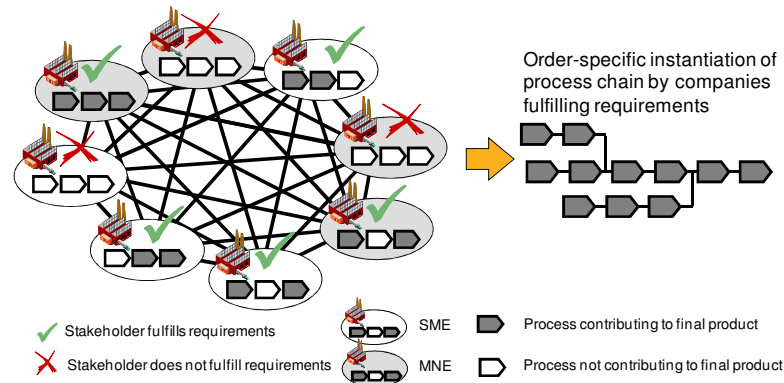 Order-specific instantiation of
process chain by companies
fulfilling requirements
Stakeholder fulfills requirements
SME
Process contributing to final product
Stakeholder does not fulfill requirements
MNE
Process not contributing to final product